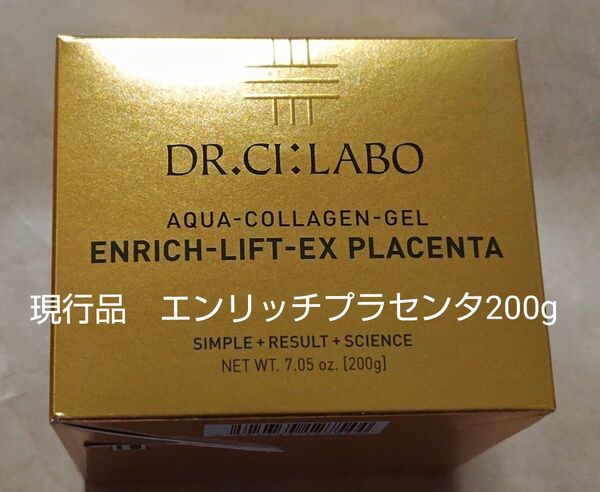 DR.CI:LABO
AQUA-COLLAGEN-GEL
ENRICH-LIFT-EX PLACENTA
現行品　エンリッチプラセンタ200g
SIMPLE+RESULT+SCIENCE
NET WT. 7.05 oz. [200g]